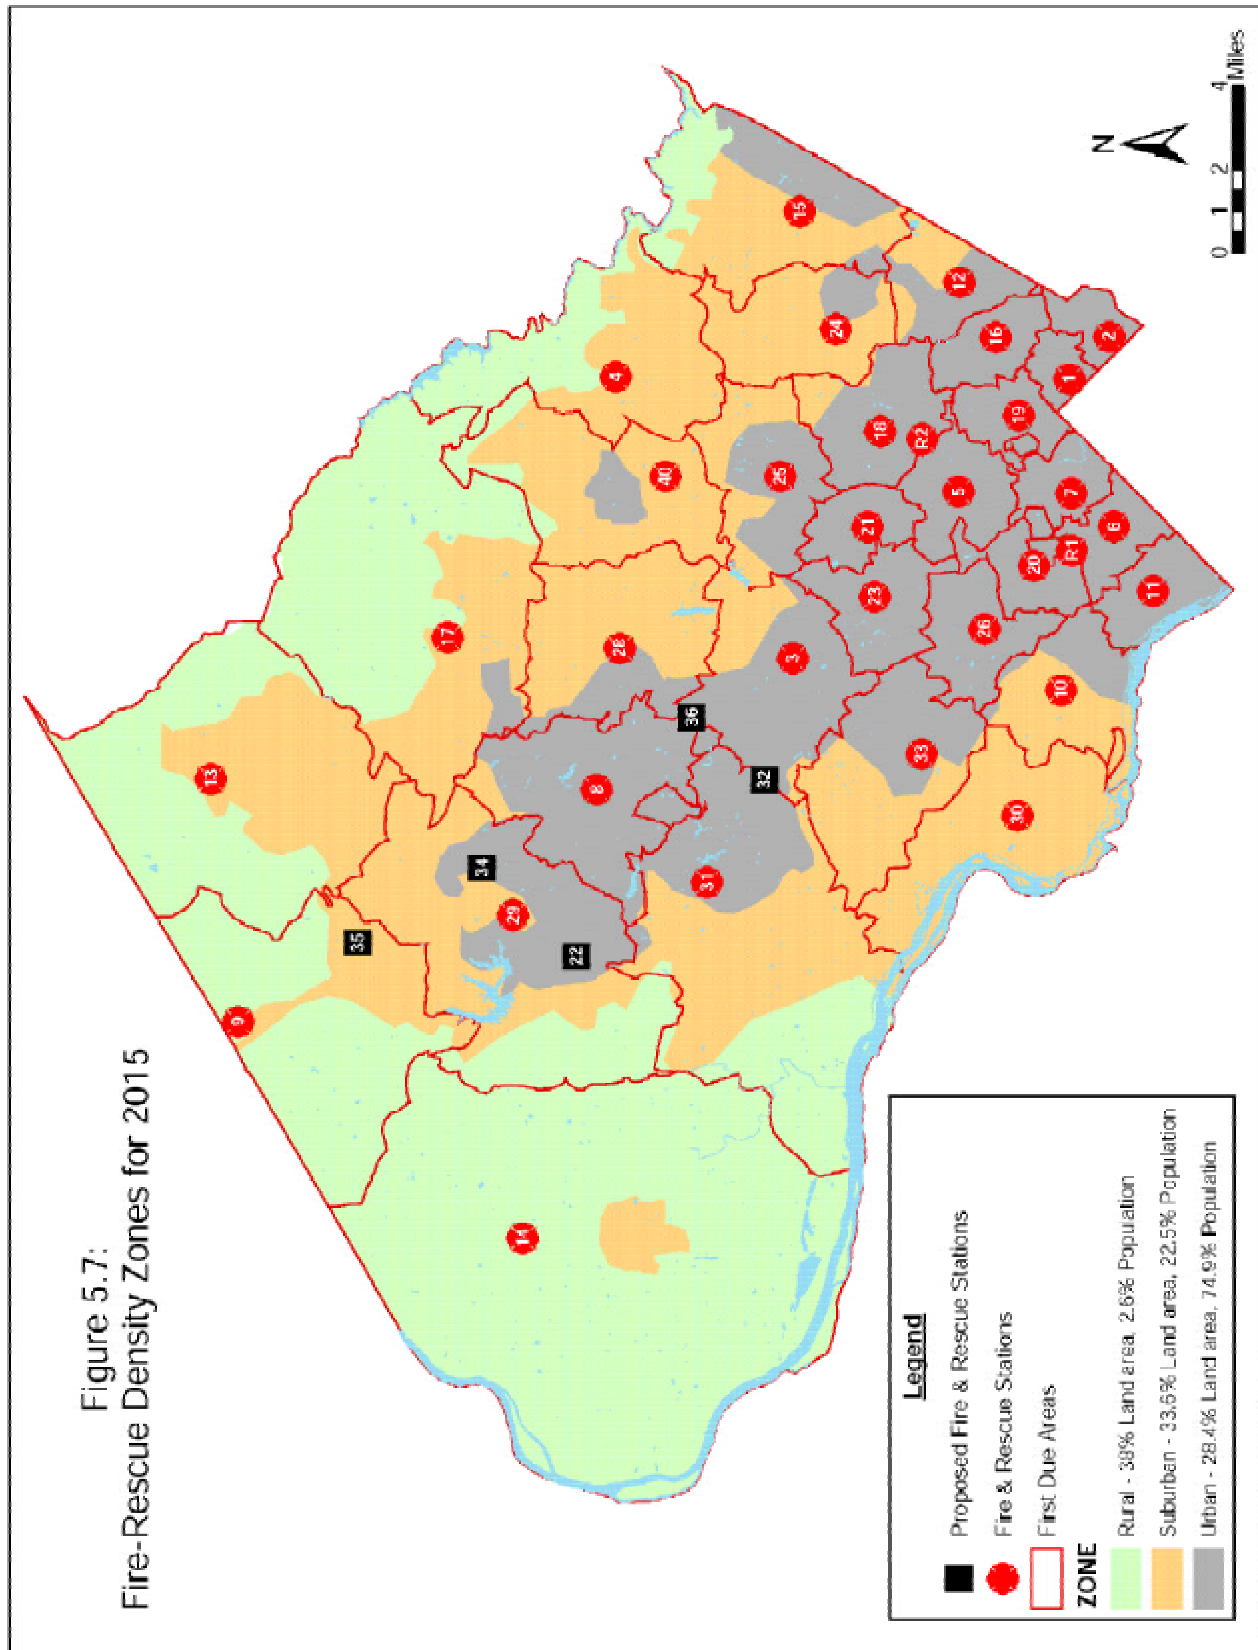 Figure 5.7:
Fire-Rescue Density Zones for 2015
9
13
35
17
14
29
34
22
8
28
4
40
36
31
32
3
25
24
15
33
23
21
18
R2
12
30
10
26
20
5
16
R1
7
19
1
2
11
6
N
0 1 2 4
Miles
Legend
Proposed Fire & Rescue Stations
Fire & Rescue Stations
First Due Areas
ZONE
Rural - 38% Land area, 2.6% Population
Suburban - 33.6% Land area, 22.5% Population
Urban - 28.4% Land area, 74.9% Population